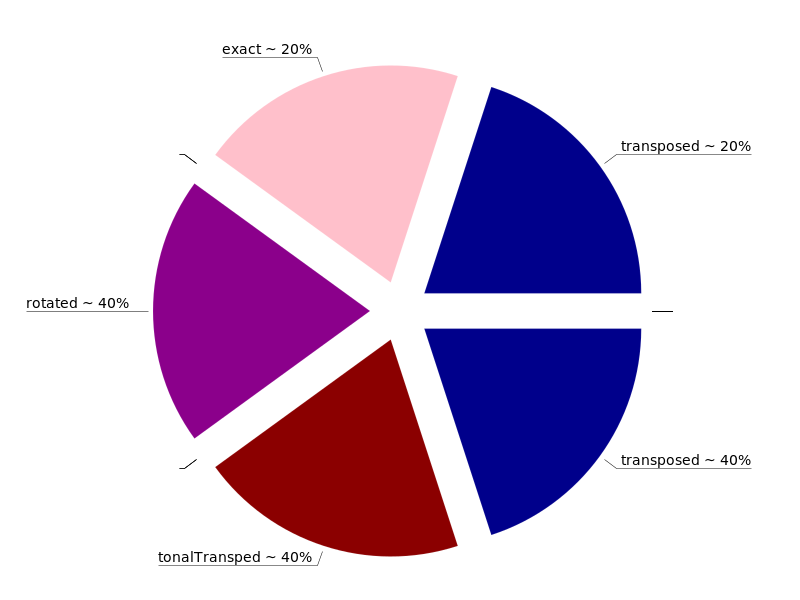 exact ~ 20%
transposed ~ 20%
rotated ~ 40%
transposed ~ 40%
tonalTransped ~ 40%